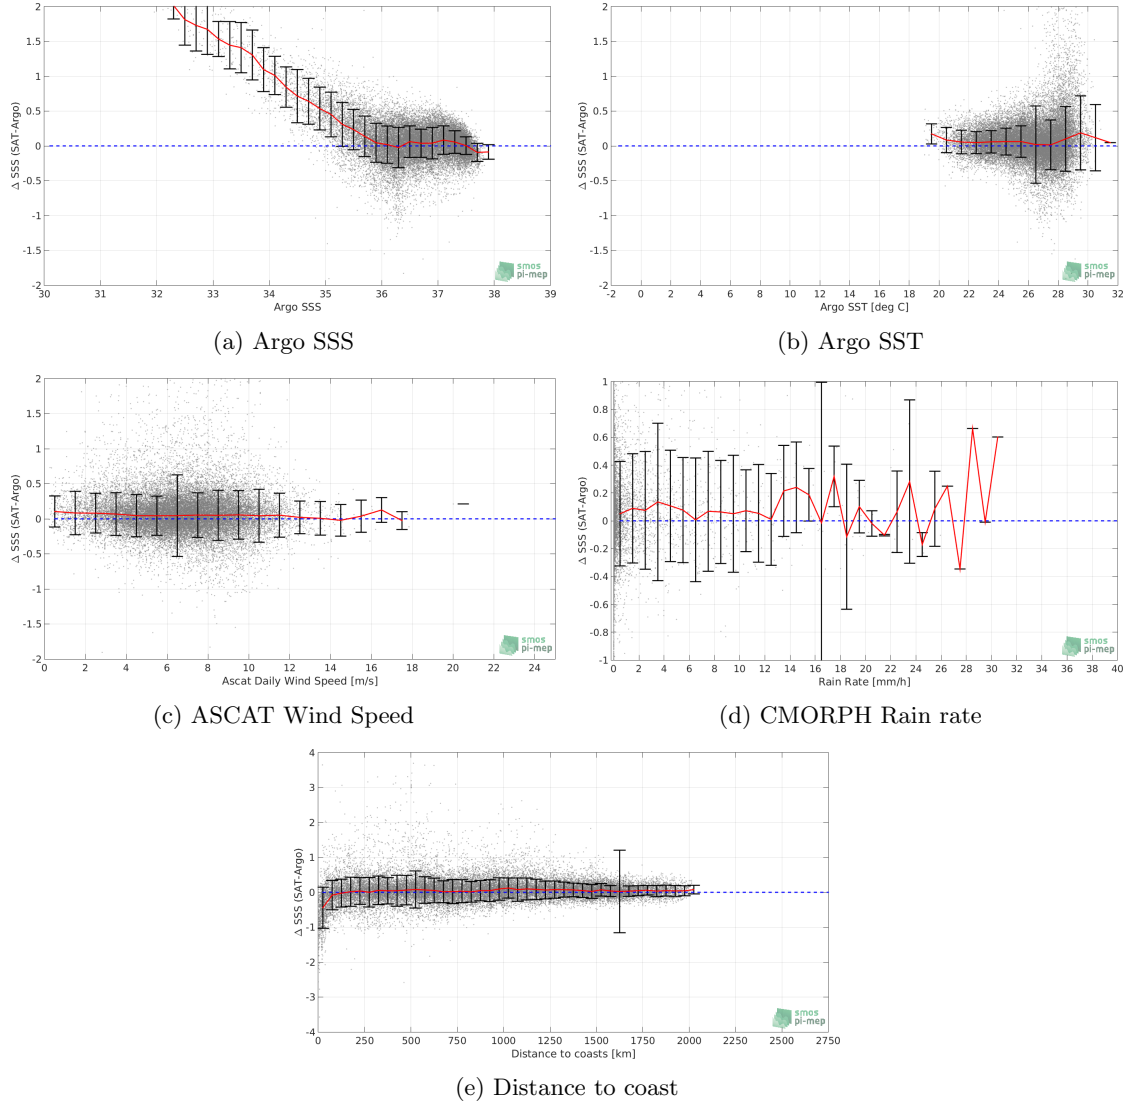 2
1.5
1
0.5
0
-0.5
-1
-1.5
-2
Δ SSS (SAT-Argo)
30 31 32 33 34 35 36 37 38 39
Argo SSS
smos
pi-mep
(a) Argo SSS
2
1.5
1
0.5
0
-0.5
-1
-1.5
-2
Δ SSS (SAT-Argo)
-2 0 2 4 6 8 10 12 14 16 18 20 22 24 26 28 30 32
Argo SST [deg C]
smos
pi-mep
(b) Argo SST
2
1.5
1
0.5
0
-0.5
-1
-1.5
-2
Δ SSS (SAT-Argo)
0 2 4 6 8 10 12 14 16 18 20 22 24
Ascat Daily Wind Speed [m/s]
smos
pi-mep
(c) ASCAT Wind Speed
1
0.8
0.6
0.4
0.2
0
-0.2
-0.4
-0.6
-0.8
-1
Δ SSS (SAT-Argo)
0 2 4 6 8 10 12 14 16 18 20 22 24 26 28 30 32 34 36 38 40
Rain Rate [mm/h]
smos
pi-mep
(d) CMORPH Rain rate
4
3
2
1
0
-1
-2
-3
-4
Δ SSS (SAT-Argo)
0 250 500 750 1000 1250 1500 1750 2000 2250 2500 2750
Distance to coasts [km]
smos
pi-mep
(e) Distance to coast